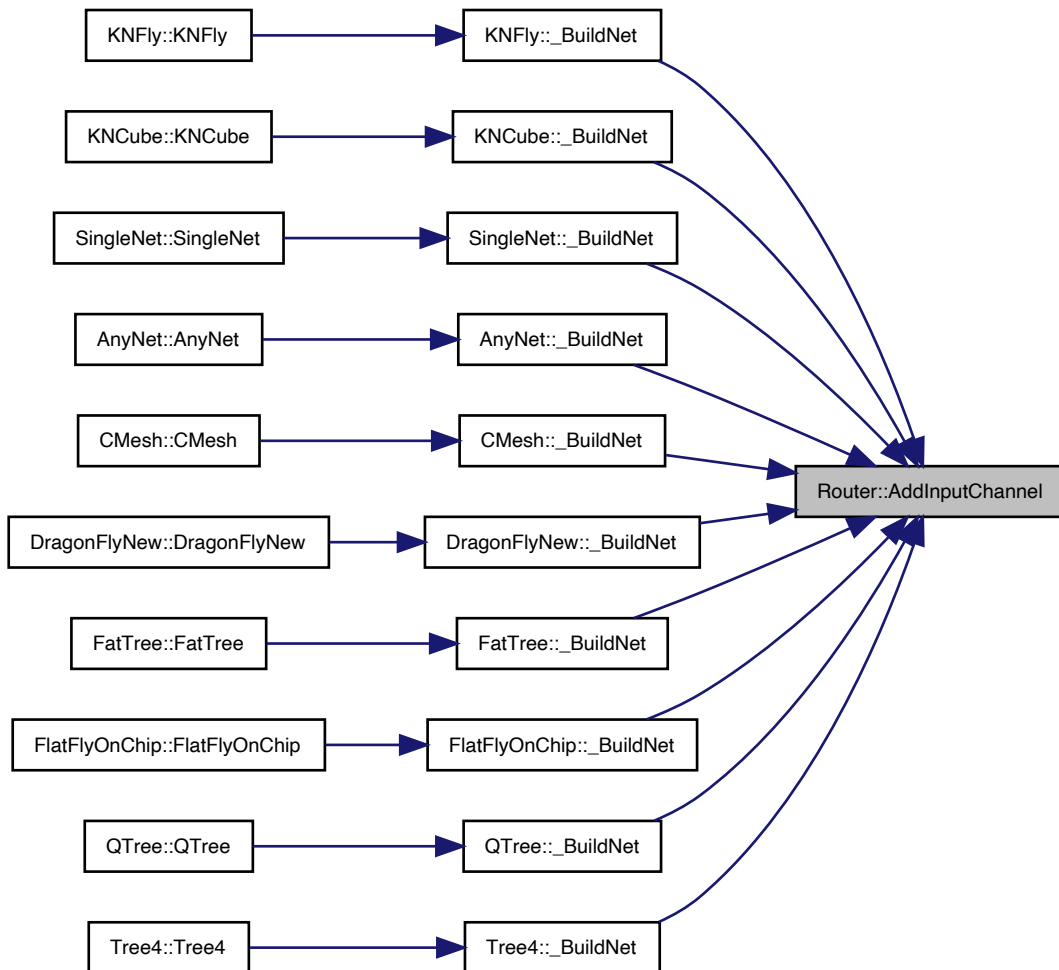 KNFly::KNFly
KNFly::_BuildNet
KNCube::KNCube
KNCube::_BuildNet
SingleNet::SingleNet
SingleNet::_BuildNet
AnyNet::AnyNet
AnyNet::_BuildNet
CMesh::CMesh
CMesh::_BuildNet
Router::AddInputChannel
DragonFlyNew::DragonFlyNew
DragonFlyNew::_BuildNet
FatTree::FatTree
FatTree::_BuildNet
FlatFlyOnChip::FlatFlyOnChip
FlatFlyOnChip::_BuildNet
QTree::QTree
QTree::_BuildNet
Tree4::Tree4
Tree4::_BuildNet